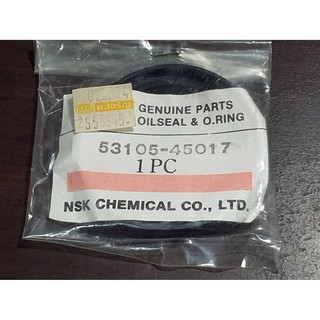 GENUINE PARTS
OILSEAL & O.RING
53105-45017
1 PC
NSK CHEMICAL CO., LTD.